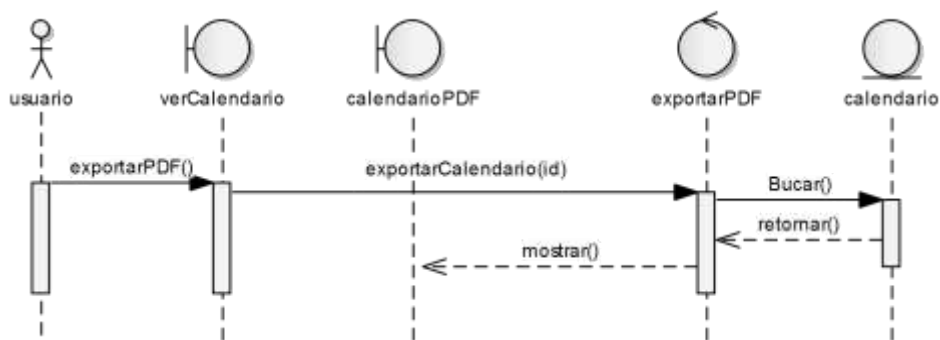 usuario
verCalendario
calendarioPDF
exportarPDF
calendario
exportarPDF()
exportarCalendario(id)
Bucar()
retornar()
mostrar()